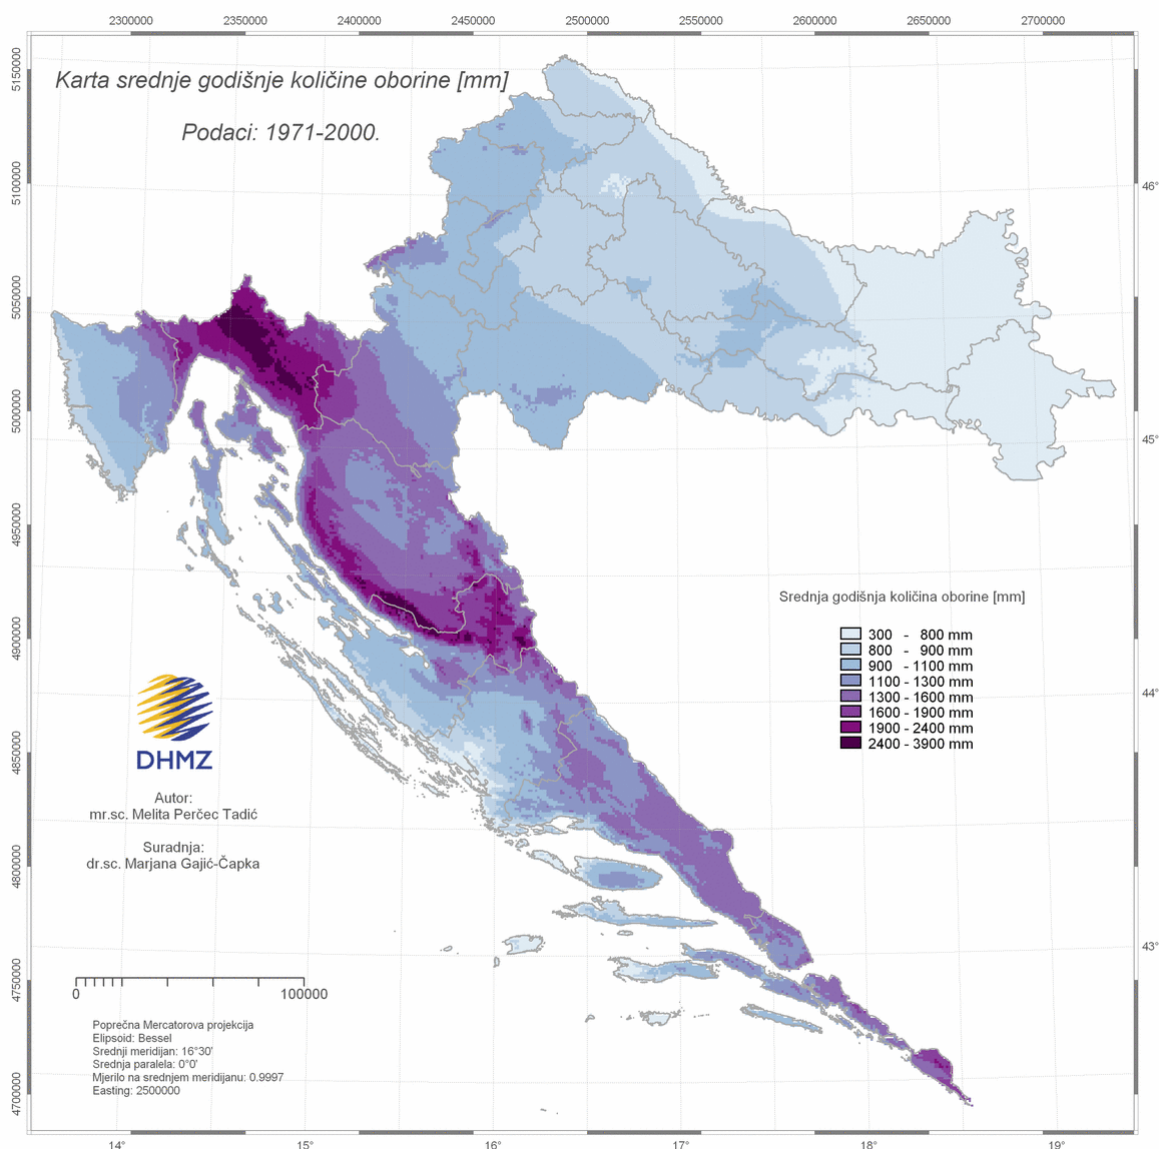 2300000 2350000 2400000 2450000 2500000 2550000 2600000 2650000 2700000
5150000
Karta srednje godišnje količine oborine [mm]
Podaci: 1971-2000.
5100000
46°
5050000
5000000
45°
4950000
Srednja godišnja količina oborine [mm]
300 - 800 mm
800 - 900 mm
900 - 1100 mm
1100 - 1300 mm
1300 - 1600 mm
1600 - 1900 mm
1900 - 2400 mm
2400 - 3900 mm
4900000
44°
DHMZ
4850000
Autor:
mr.sc. Melita Perčec Tadić
Suradnja:
dr.sc. Marjana Gajić-Čapka
4800000
43°
4750000
0 100000
Poprečna Mercatorova projekcija
Elipsoid: Bessel
Srednji meridijan: 16°30'
Srednja paralela: 0°0'
Mjerilo na srednjem meridijanu: 0.9997
Easting: 2500000
4700000
14° 15° 16° 17° 18° 19°